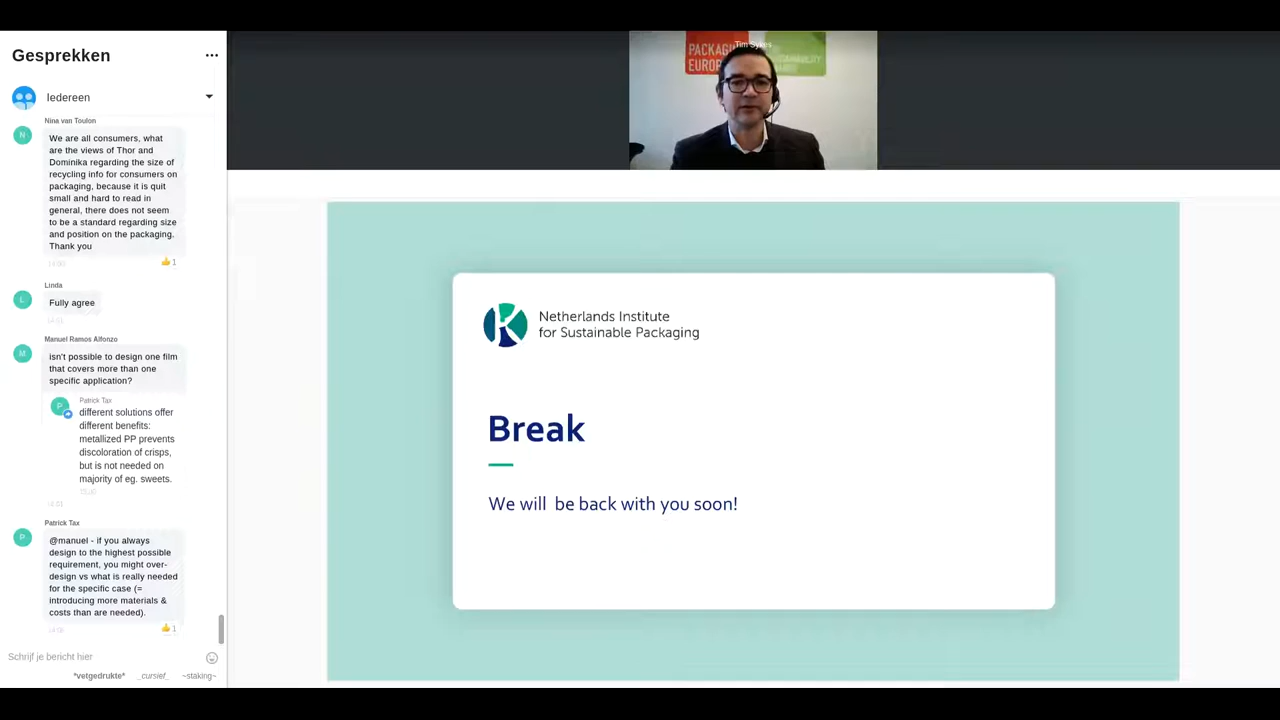 Gesprekken
Iedereen
Nina van Toulon
N
We are all consumers, what
are the views of Thor and
Dominika regarding the size of
recycling info for consumers on
packaging, because it is quit
small and hard to read in
general, there does not seem
to be a standard regarding size
and position on the packaging.
Thank you
1
Linda
L
Fully agree
Manuel Ramos Alfonzo
M
isn't possible to design one film
that covers more than one
specific application?
Patrick Tax
P
different solutions offer
different benefits:
metallized PP prevents
discoloration of crisps,
but is not needed on
majority of eg. sweets.
Patrick Tax
P
@manuel - if you always
design to the highest possible
requirement, you might over-
design vs what is really needed
for the specific case (=
introducing more materials &
costs than are needed).
1
Schrijf je bericht hier
*vetgedrukte* _cursief_ ~staking~
Tim Sykes
Netherlands Institute
for Sustainable Packaging
Break
We will be back with you soon!